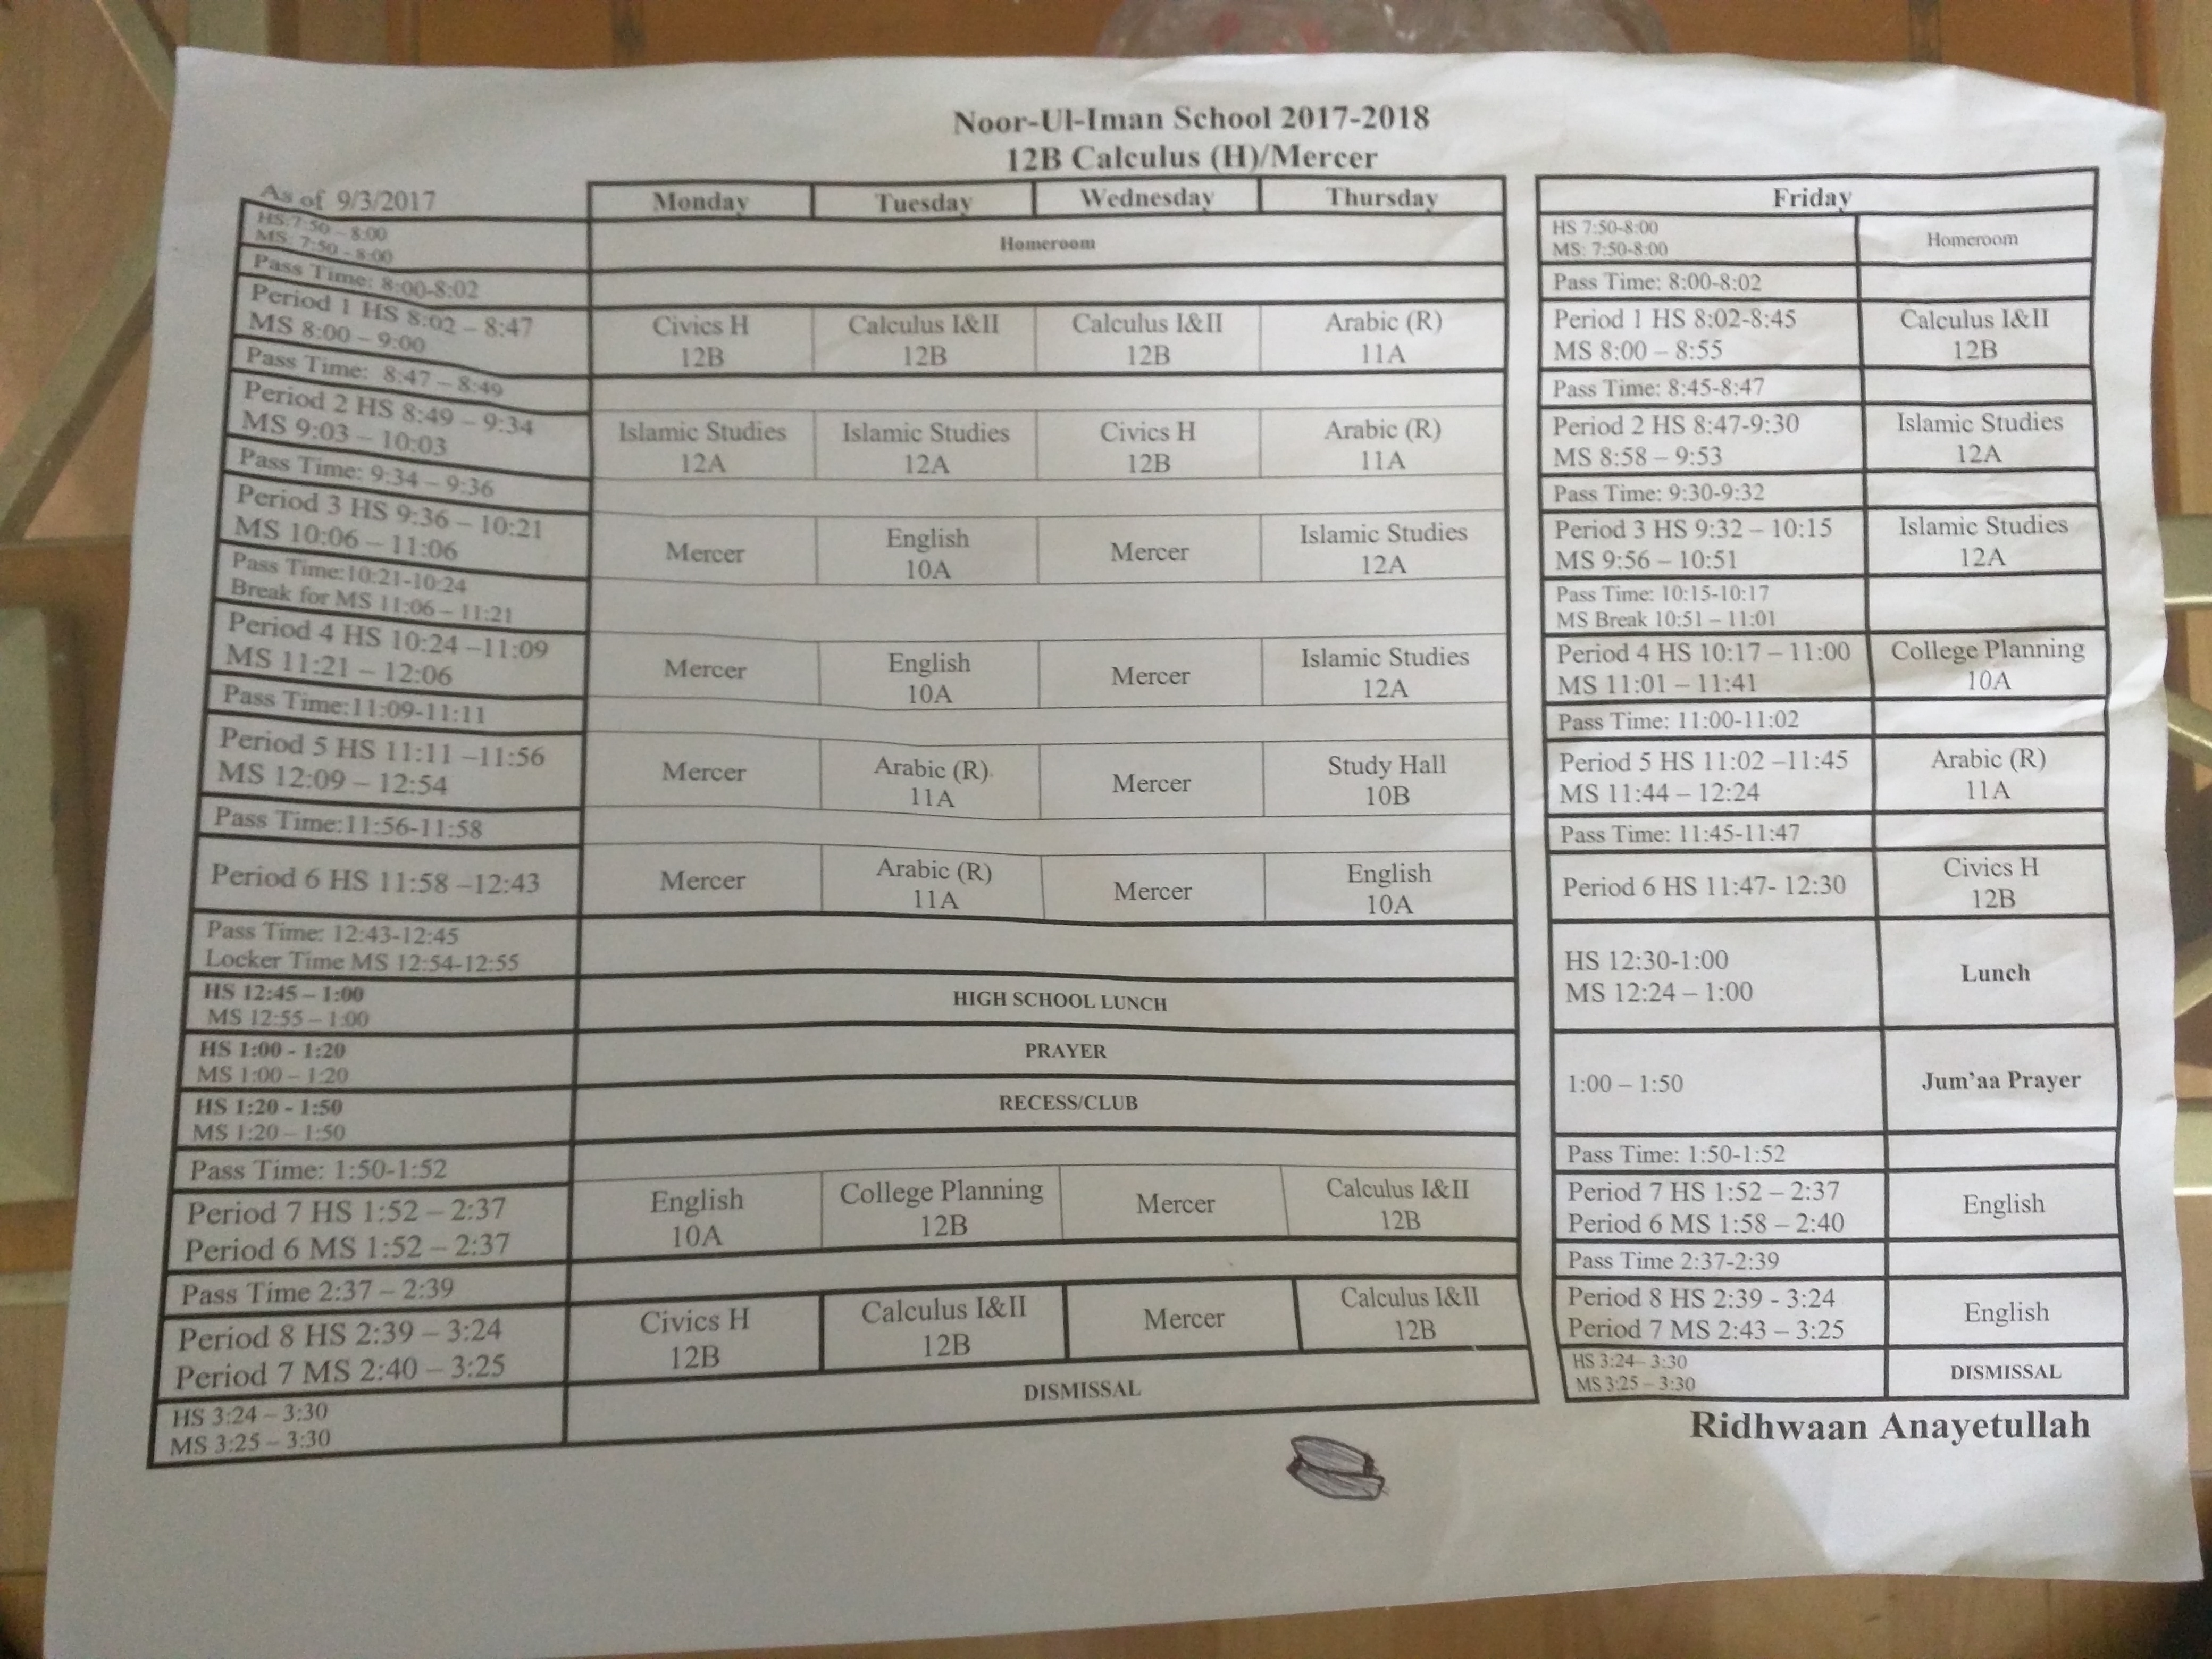 Noor-Ul-Iman School 2017-2018
12B Calculus (H)/Mercer
As of 9/3/2017
Monday Tuesday Wednesday Thursday
HS:7:50 – 8:00
MS: 7:50 - 8:00
Homeroom
Pass Time: 8:00-8:02
Period 1 HS 8:02 – 8:47
MS 8:00 – 9:00
Civics H Calculus I&II Calculus I&II Arabic (R)
12B 12B 12B 11A
Pass Time: 8:47 – 8:49
Period 2 HS 8:49 – 9:34
MS 9:03 – 10:03
Islamic Studies Islamic Studies Civics H Arabic (R)
12A 12A 12B 11A
Pass Time: 9:34 – 9:36
Period 3 HS 9:36 – 10:21
MS 10:06 – 11:06
Mercer English Mercer Islamic Studies
10A 12A
Pass Time:10:21-10:24
Break for MS 11:06 – 11:21
Period 4 HS 10:24 –11:09
MS 11:21 – 12:06
Mercer English Mercer Islamic Studies
10A 12A
Pass Time:11:09-11:11
Period 5 HS 11:11 –11:56
MS 12:09 – 12:54
Mercer Arabic (R) Mercer Study Hall
11A 10B
Pass Time:11:56-11:58
Period 6 HS 11:58 –12:43
Mercer Arabic (R) Mercer English
11A 10A
Pass Time: 12:43-12:45
Locker Time MS 12:54-12:55
HS 12:45 – 1:00
MS 12:55 – 1:00
HIGH SCHOOL LUNCH
HS 1:00 - 1:20
MS 1:00 – 1:20
PRAYER
HS 1:20 - 1:50
MS 1:20 – 1:50
RECESS/CLUB
Pass Time: 1:50-1:52
Period 7 HS 1:52 – 2:37
Period 6 MS 1:52 – 2:37
English College Planning Mercer Calculus I&II
10A 12B 12B
Pass Time 2:37 – 2:39
Period 8 HS 2:39 – 3:24
Period 7 MS 2:40 – 3:25
Civics H Calculus I&II Mercer Calculus I&II
12B 12B 12B
HS 3:24 – 3:30
MS 3:25 – 3:30
DISMISSAL
Friday
HS 7:50-8:00
MS: 7:50-8:00
Homeroom
Pass Time: 8:00-8:02
Period 1 HS 8:02-8:45
MS 8:00 – 8:55
Calculus I&II
12B
Pass Time: 8:45-8:47
Period 2 HS 8:47-9:30
MS 8:58 – 9:53
Islamic Studies
12A
Pass Time: 9:30-9:32
Period 3 HS 9:32 – 10:15
MS 9:56 – 10:51
Islamic Studies
12A
Pass Time: 10:15-10:17
MS Break 10:51 – 11:01
Period 4 HS 10:17 – 11:00
MS 11:01 – 11:41
College Planning
10A
Pass Time: 11:00-11:02
Period 5 HS 11:02 –11:45
MS 11:44 – 12:24
Arabic (R)
11A
Pass Time: 11:45-11:47
Period 6 HS 11:47- 12:30
Civics H
12B
HS 12:30-1:00
MS 12:24 – 1:00
Lunch
1:00 – 1:50
Jum'aa Prayer
Pass Time: 1:50-1:52
Period 7 HS 1:52 – 2:37
Period 6 MS 1:58 – 2:40
English
Pass Time 2:37-2:39
Period 8 HS 2:39 - 3:24
Period 7 MS 2:43 – 3:25
English
HS 3:24– 3:30
MS 3:25 – 3:30
DISMISSAL
Ridhwaan Anayetullah